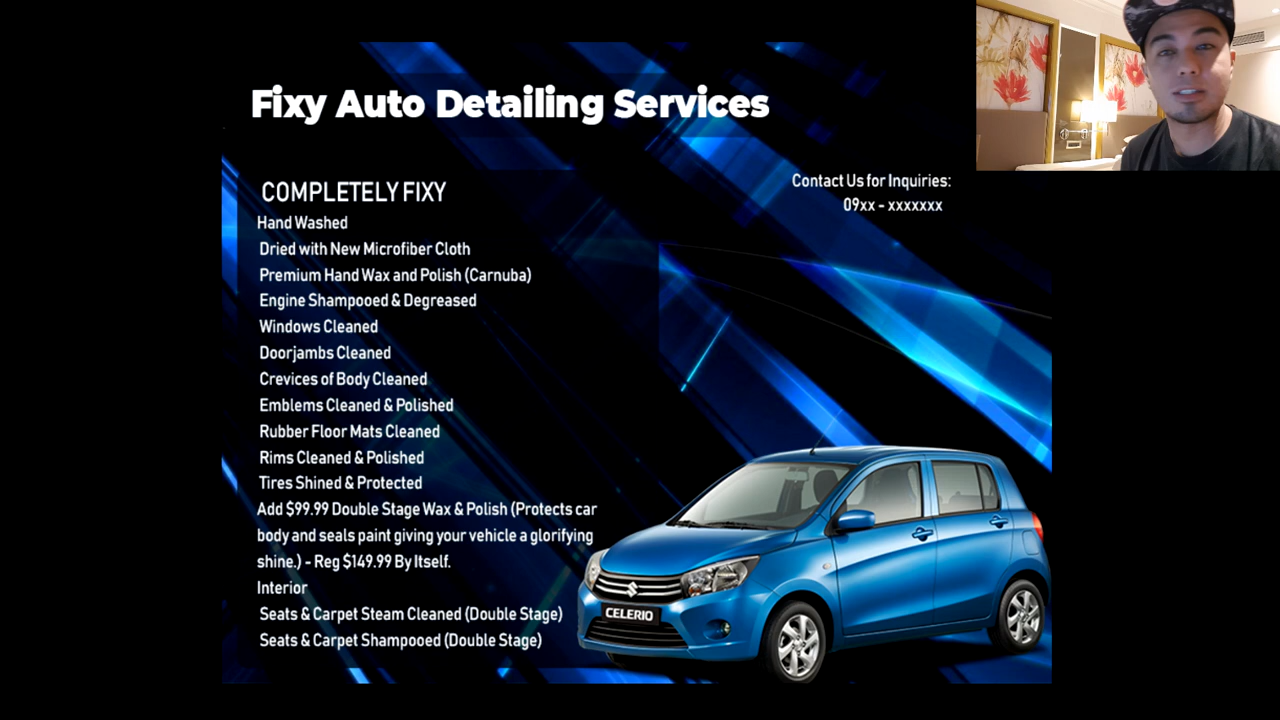 Fixy Auto Detailing Services
COMPLETELY FIXY
Contact Us for Inquiries:
09xx - xxxxxxx
Hand Washed
Dried with New Microfiber Cloth
Premium Hand Wax and Polish (Carnuba)
Engine Shampooed & Degreased
Windows Cleaned
Doorjambs Cleaned
Crevices of Body Cleaned
Emblems Cleaned & Polished
Rubber Floor Mats Cleaned
Rims Cleaned & Polished
Tires Shined & Protected
Add $99.99 Double Stage Wax & Polish (Protects car
body and seals paint giving your vehicle a glorifying
shine.) - Reg $149.99 By Itself.
Interior
Seats & Carpet Steam Cleaned (Double Stage)
Seats & Carpet Shampooed (Double Stage)
CELERIO